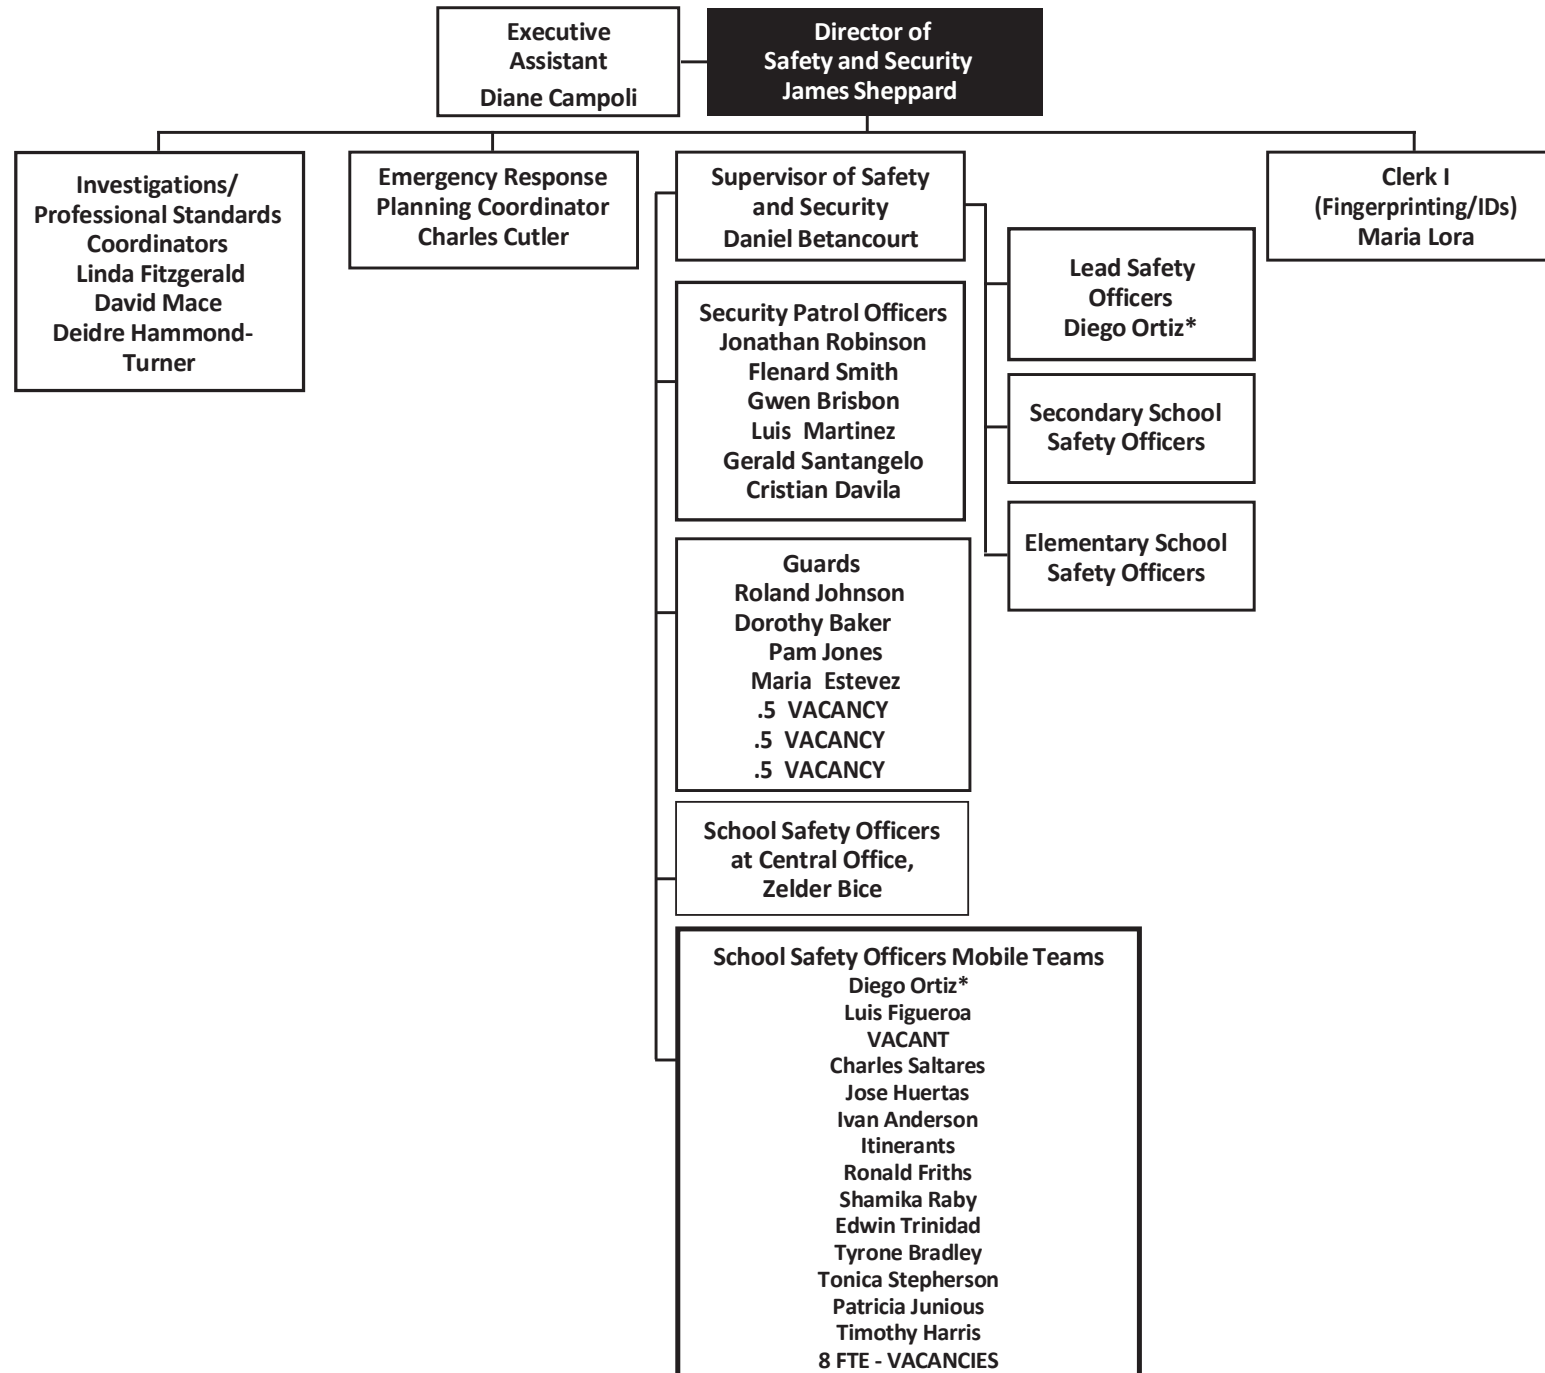 Executive
Assistant
Diane Campoli
Director of
Safety and Security
James Sheppard
Investigations/
Professional Standards
Coordinators
Linda Fitzgerald
David Mace
Deidre Hammond-
Turner
Emergency Response
Planning Coordinator
Charles Cutler
Supervisor of Safety
and Security
Daniel Betancourt
Clerk I
(Fingerprinting/IDs)
Maria Lora
Lead Safety
Officers
Diego Ortiz*
Secondary School
Safety Officers
Elementary School
Safety Officers
Security Patrol Officers
Jonathan Robinson
Flenard Smith
Gwen Brisbon
Luis Martinez
Gerald Santangelo
Cristian Davila
Guards
Roland Johnson
Dorothy Baker
Pam Jones
Maria Estevez
.5 VACANCY
.5 VACANCY
.5 VACANCY
School Safety Officers
at Central Office,
Zelder Bice
School Safety Officers Mobile Teams
Diego Ortiz*
Luis Figueroa
VACANT
Charles Saltares
Jose Huertas
Ivan Anderson
Itinerants
Ronald Friths
Shamika Raby
Edwin Trinidad
Tyrone Bradley
Tonica Stepherson
Patricia Junious
Timothy Harris
8 FTE - VACANCIES